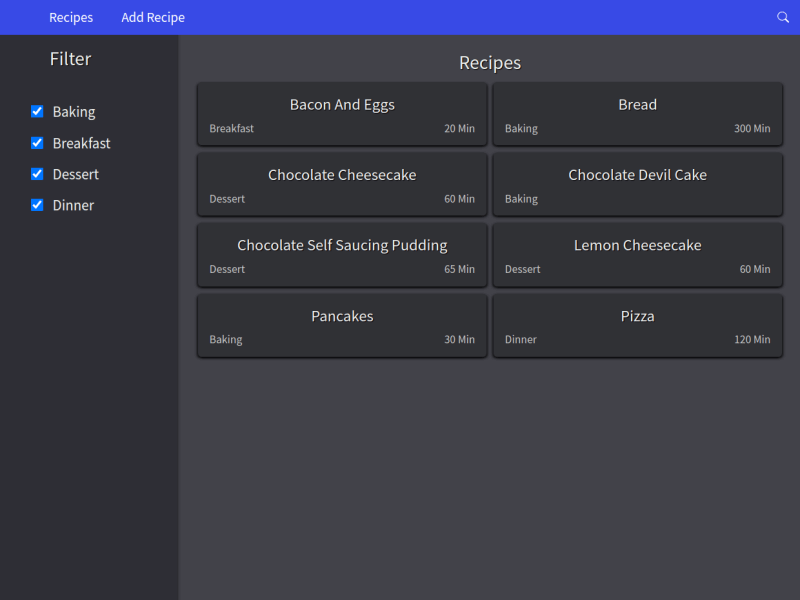 Recipes Add Recipe
Filter
Baking
Breakfast
Dessert
Dinner
Recipes
Bacon And Eggs
Breakfast 20 Min
Bread
Baking 300 Min
Chocolate Cheesecake
Dessert 60 Min
Chocolate Devil Cake
Baking
Chocolate Self Saucing Pudding
Dessert 65 Min
Lemon Cheesecake
Dessert 60 Min
Pancakes
Baking 30 Min
Pizza
Dinner 120 Min